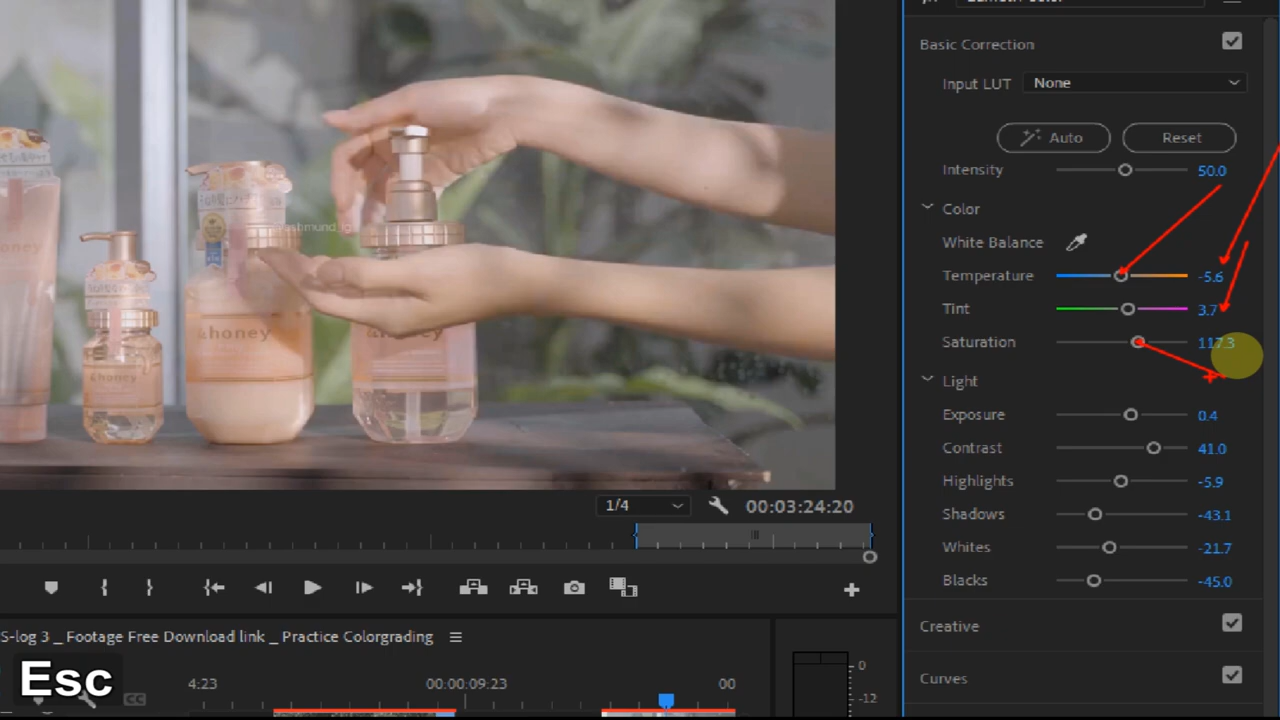 Basic Correction
Input LUT None
Auto Reset
Intensity 50.0
Color
White Balance
Temperature -5.6
Tint 3.7
Saturation 117.3
Light
Exposure 0.4
Contrast 41.0
Highlights -5.9
Shadows -43.1
Whites -21.7
Blacks -45.0
Creative
Curves
&honey
&honey
1/4 00:03:24:20
S-log 3 _ Footage Free Download link _ Practice Colorgrading
Esc
4:23 00:00:09:23 00
0
-12